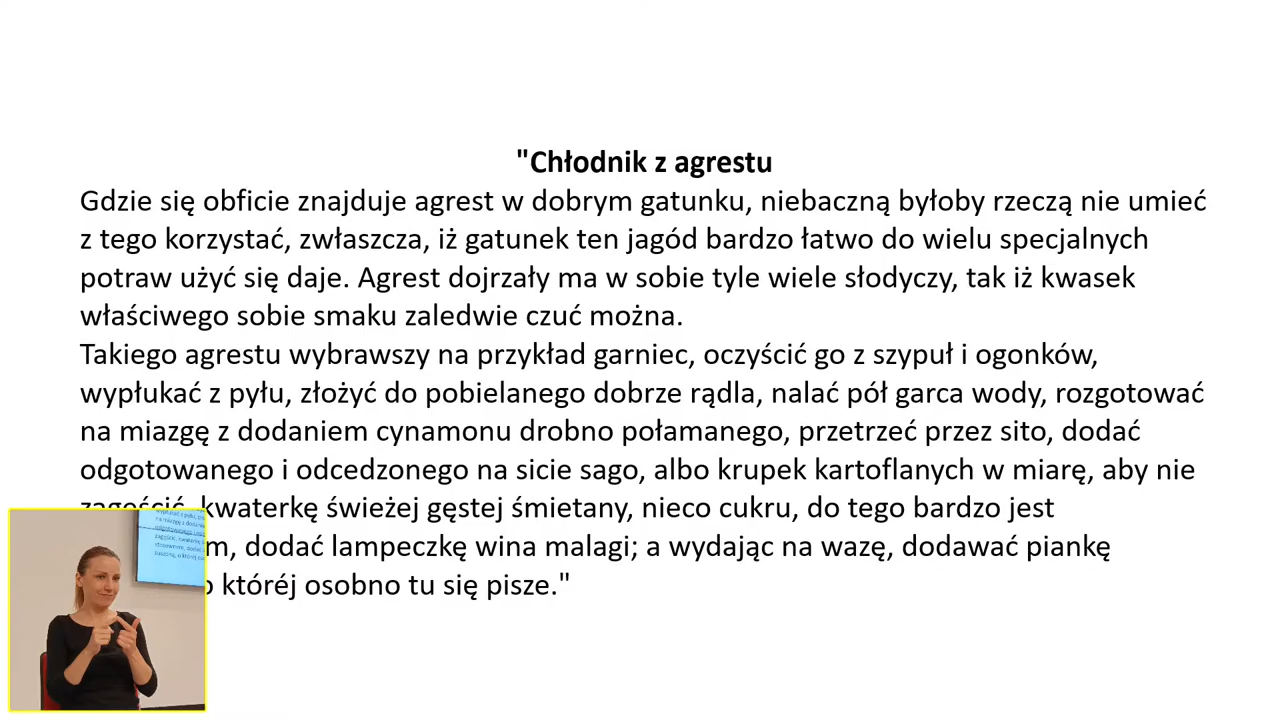 "Chłodnik z agrestu
Gdzie się obficie znajduje agrest w dobrym gatunku, niebaczną byłoby rzeczą nie umieć
z tego korzystać, zwłaszcza, iż gatunek ten jagód bardzo łatwo do wielu specjalnych
potraw użyć się daje. Agrest dojrzały ma w sobie tyle wiele słodyczy, tak iż kwasek
właściwego sobie smaku zaledwie czuć można.
Takiego agrestu wybrawszy na przykład garniec, oczyścić go z szypuł i ogonków,
wypłukać z pyłu, złożyć do pobielanego dobrze rądla, nalać pół garca wody, rozgotować
na miazgę z dodaniem cynamonu drobno połamanego, przetrzeć przez sito, dodać
odgotowanego i odcedzonego na sicie sago, albo krupek kartoflanych w miarę, aby nie
zagęścić, kwaterkę świeżej gęstej śmietany, nieco cukru, do tego bardzo jest
dodać lampeczkę wina malagi; a wydając na wazę, dodawać piankę
któréj osobno tu się pisze."